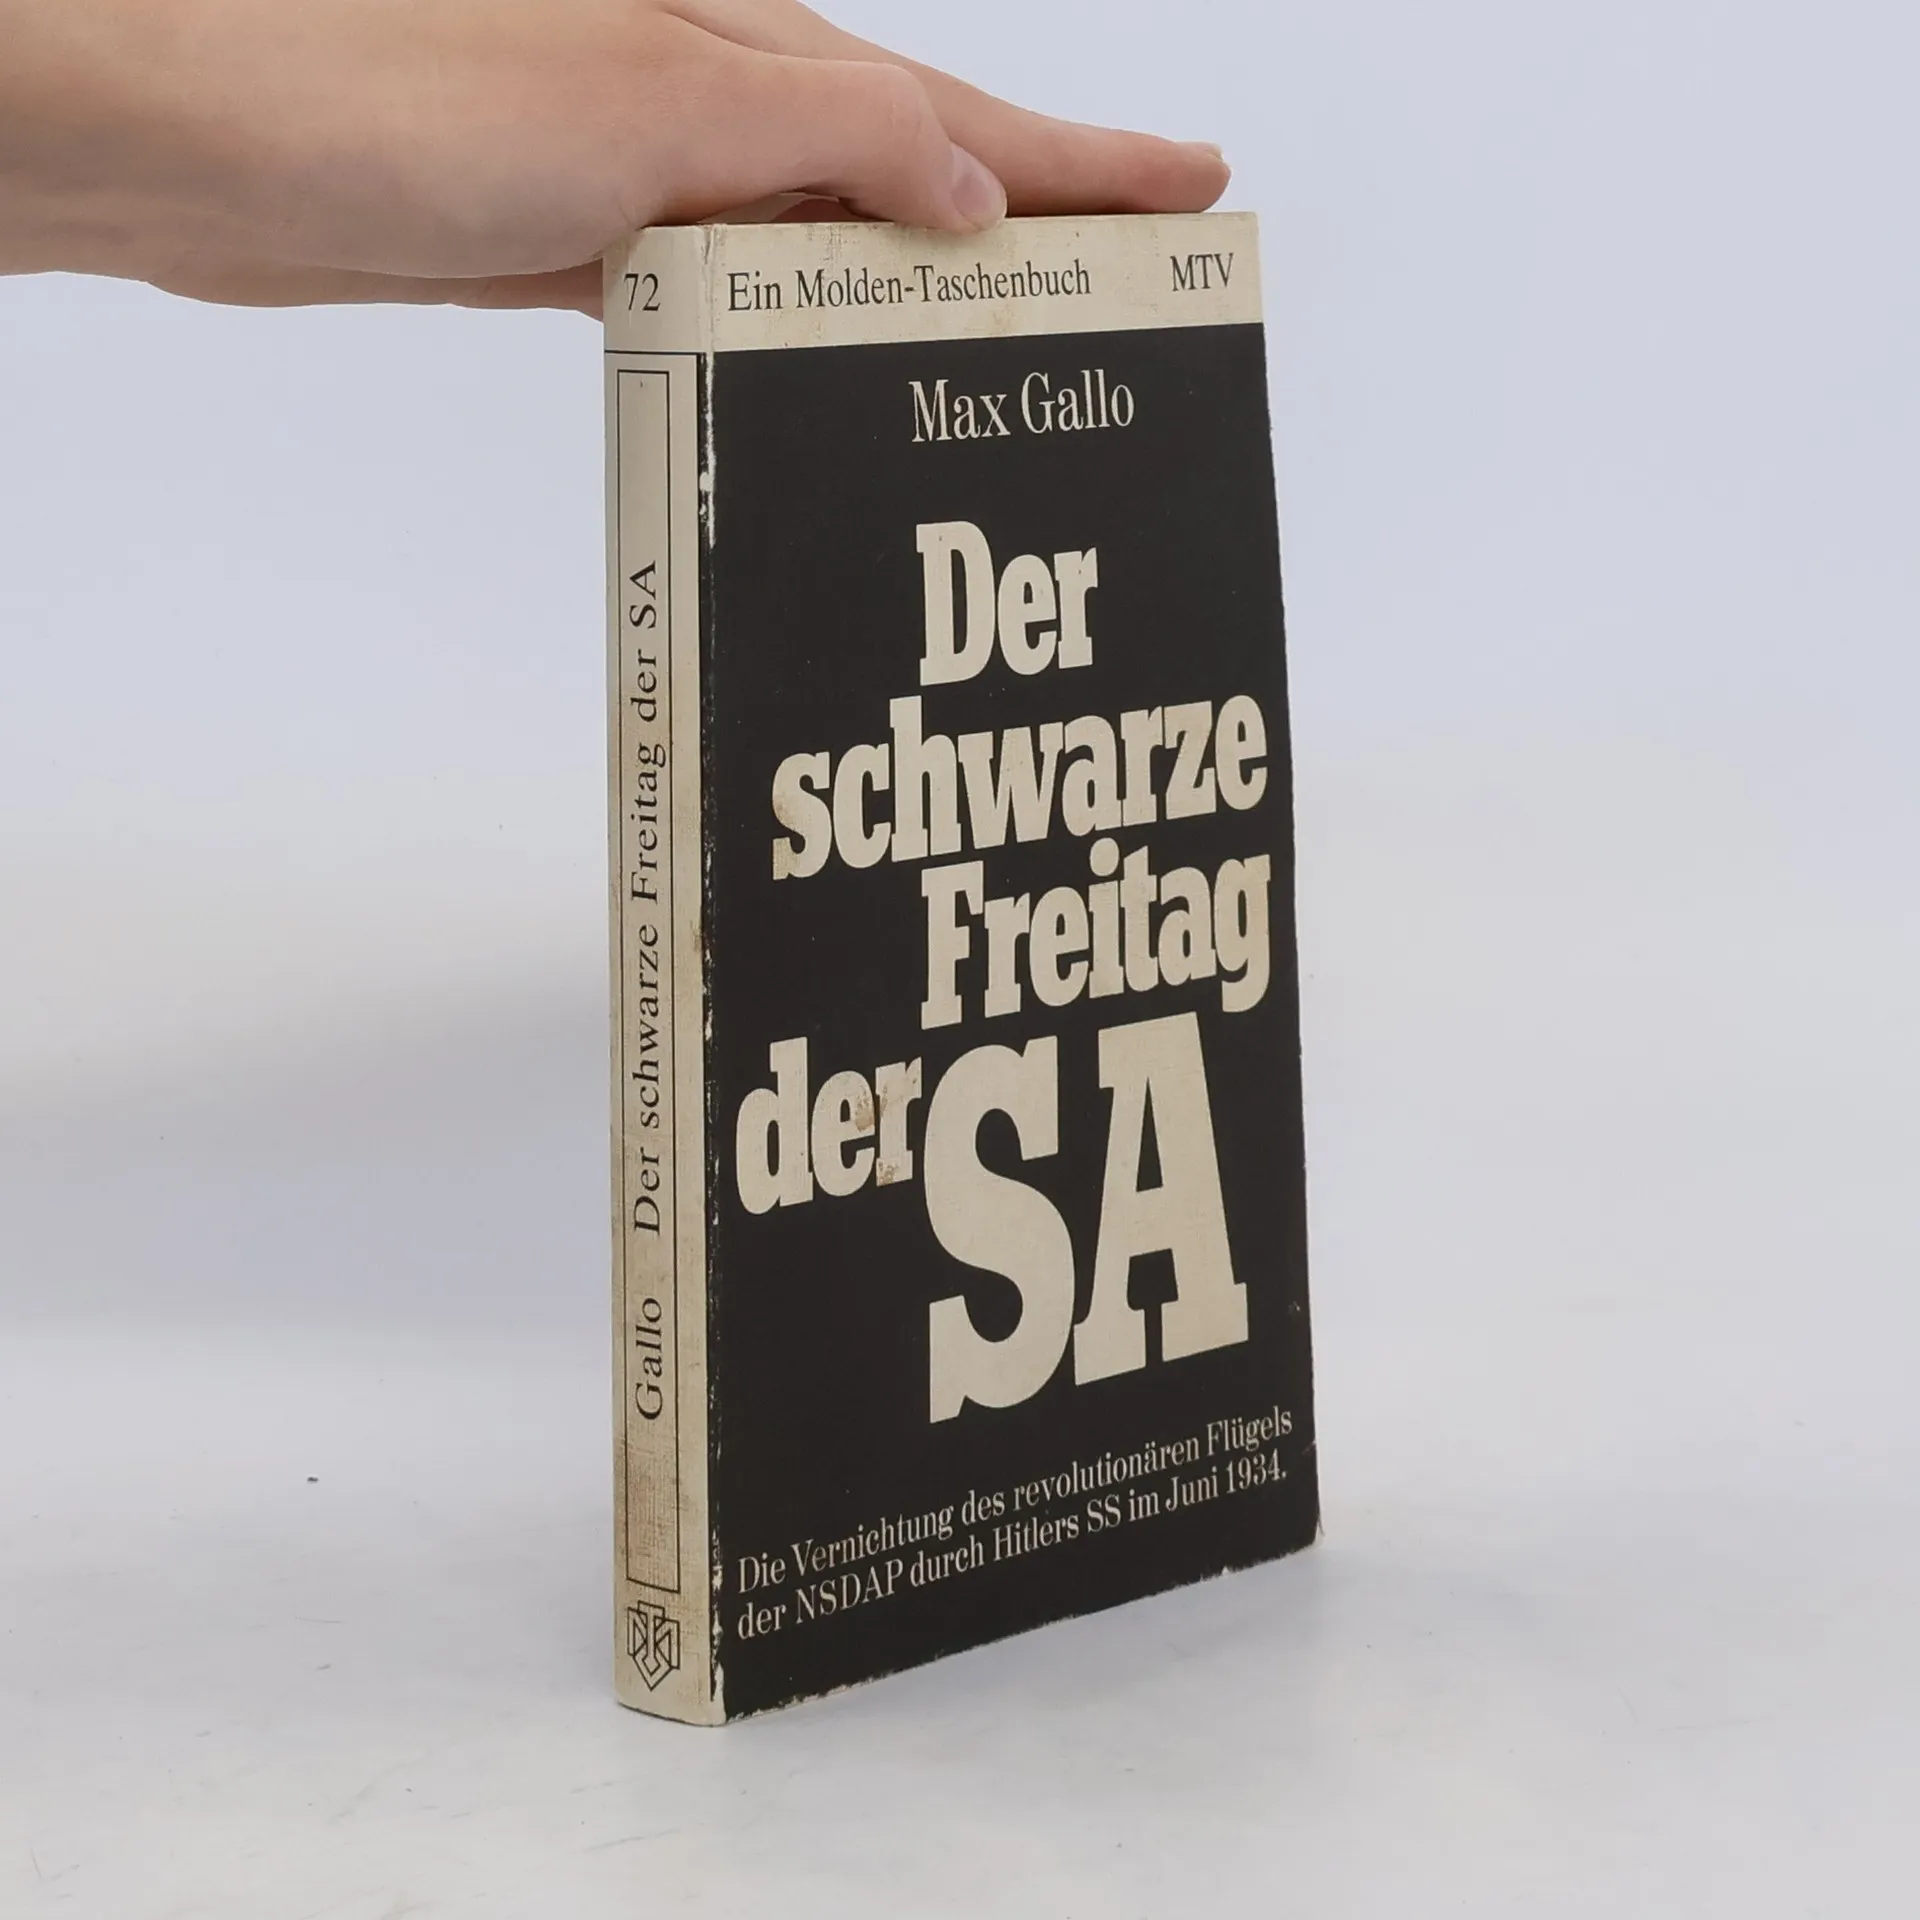 72
Gallo Der schwarze Freitag der SA
Ein Molden-Taschenbuch MTV
Max Gallo
Der
schwarze
Freitag
der SA
Die Vernichtung des revolutionären Flügels
der NSDAP durch Hitlers SS im Juni 1934.